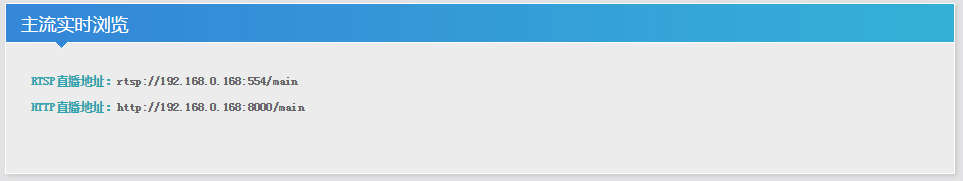 主流实时浏览
RTSP直播地址：rtsp://192.168.0.168:554/main
HTTP直播地址：http://192.168.0.168:8000/main